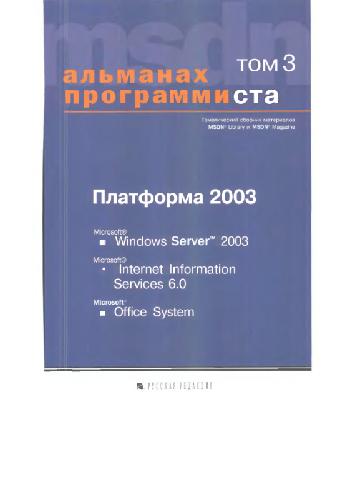 msdn
том 3
альманах
программиста
Тематический сборник материалов
MSDN® Library и MSDN® Magazine
Платформа 2003
Microsoft®
■ Windows Server™ 2003
Microsoft®
• Internet Information
Services 6.0
Microsoft®
■ Office System
РУССКАЯ РЕДАКЦИЯ